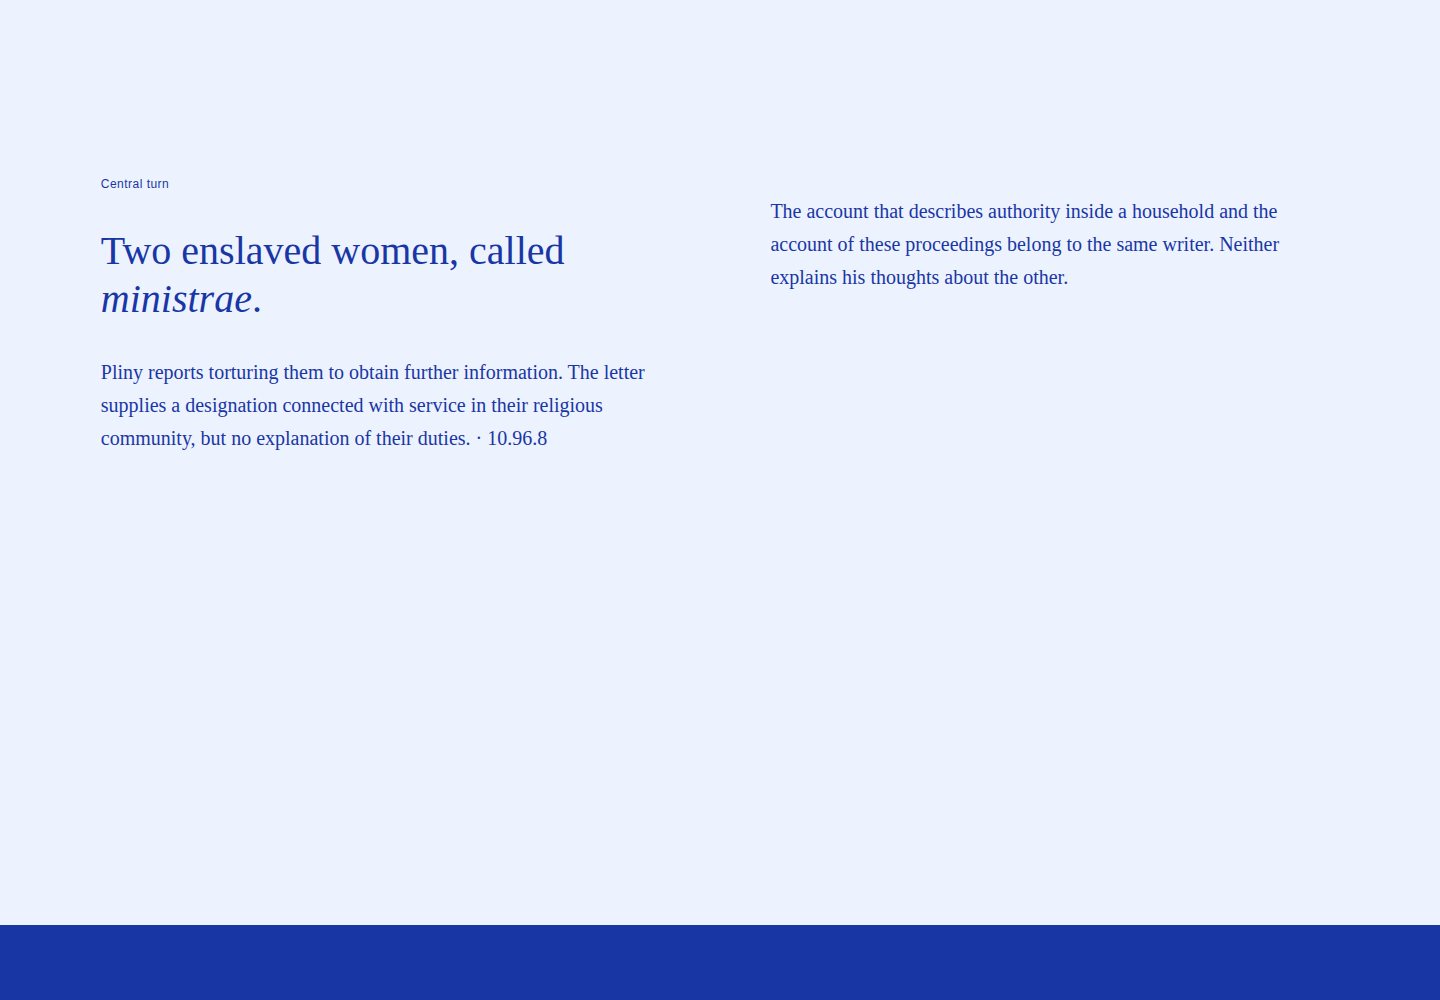 Central turn
Two enslaved women, called
ministrae.
Pliny reports torturing them to obtain further information. The letter
supplies a designation connected with service in their religious
community, but no explanation of their duties. · 10.96.8
The account that describes authority inside a household and the
account of these proceedings belong to the same writer. Neither
explains his thoughts about the other.